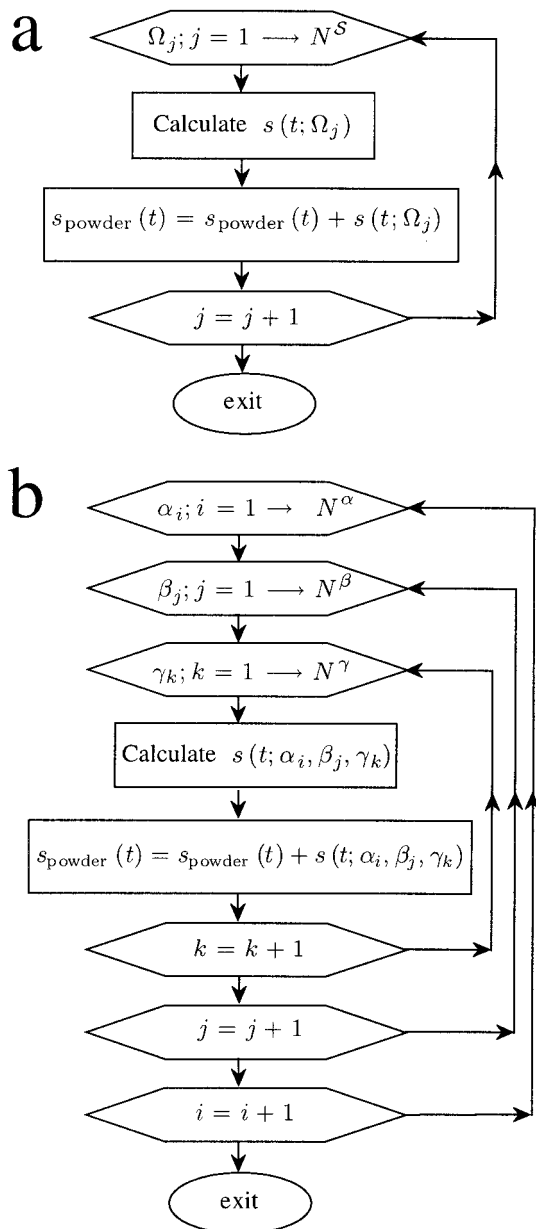 a
Ω_j; j = 1 ⟶ N^𝒮
Calculate s (t; Ω_j)
s_powder (t) = s_powder (t) + s (t; Ω_j)
j = j + 1
exit
b
α_i; i = 1 → N^α
β_j; j = 1 ⟶ N^β
γ_k; k = 1 ⟶ N^γ
Calculate s (t; α_i, β_j, γ_k)
s_powder (t) = s_powder (t) + s (t; α_i, β_j, γ_k)
k = k + 1
j = j + 1
i = i + 1
exit